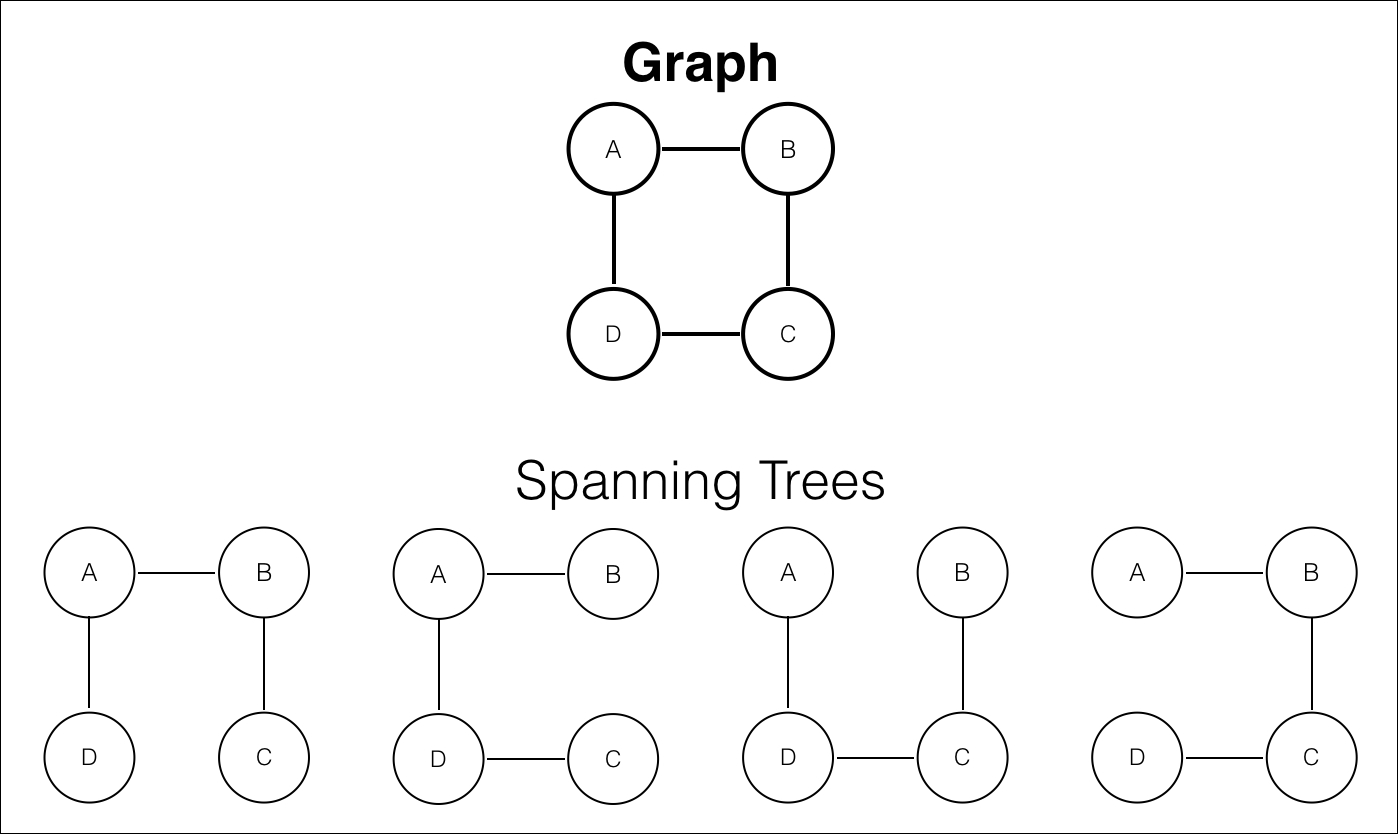 Graph
A B
D C
Spanning Trees
A B A B A B A B
D C D C D C D C